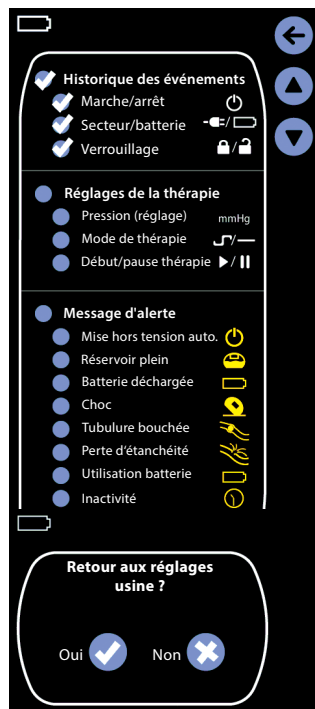 Historique des événements
Marche/arrêt
Secteur/batterie /
Verrouillage /
Réglages de la thérapie
Pression (réglage) mmHg
Mode de thérapie /
Début/pause thérapie /
Message d'alerte
Mise hors tension auto.
Réservoir plein
Batterie déchargée
Choc
Tubulure bouchée
Perte d‘étanchéité
Utilisation batterie
Inactivité
Retour aux réglages
usine ?
Oui Non